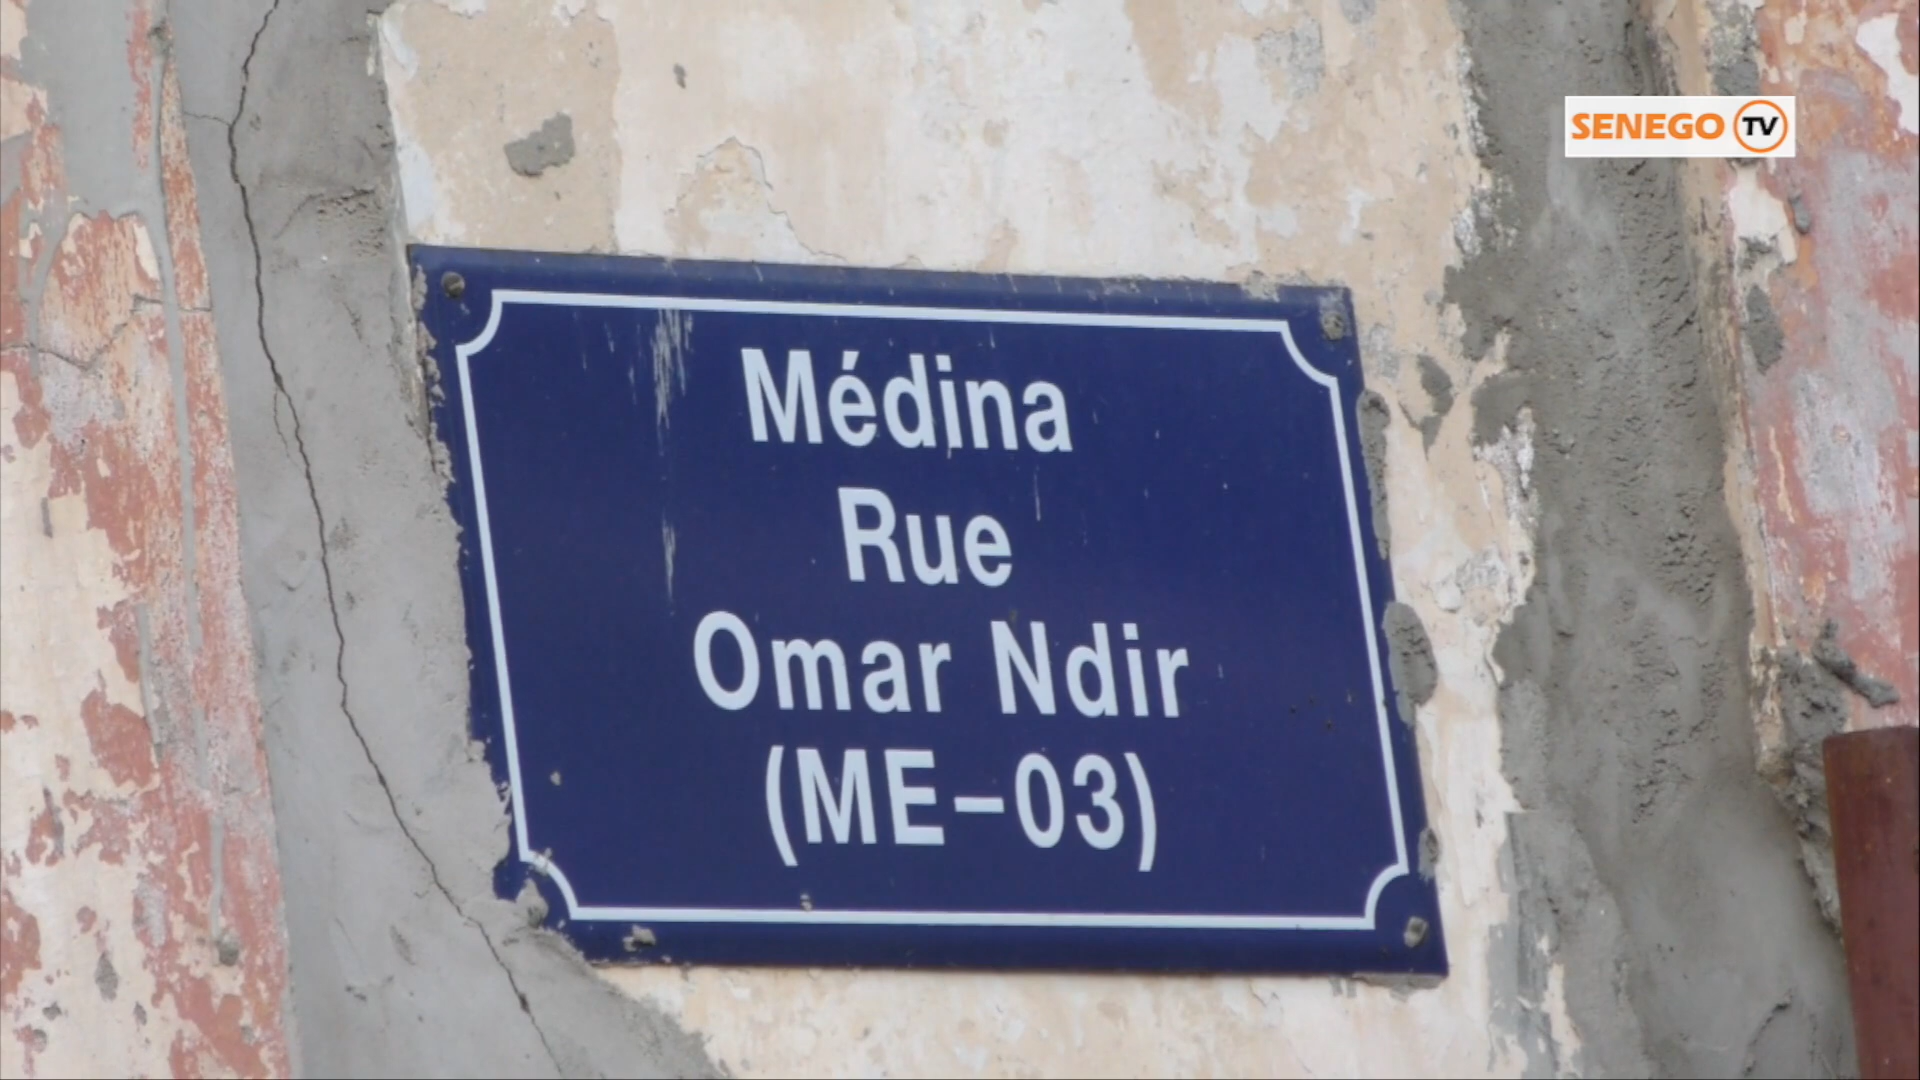 SENEGO TV
Médina
Rue
Omar Ndir
(ME-03)